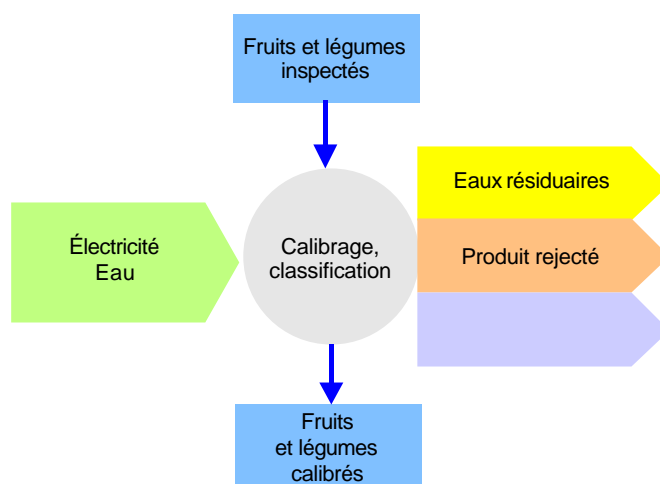 Fruits et légumes
inspectés
Eaux résiduaires
Électricité
Eau
Calibrage,
classification
Produit rejecté
Fruits
et légumes
calibrés